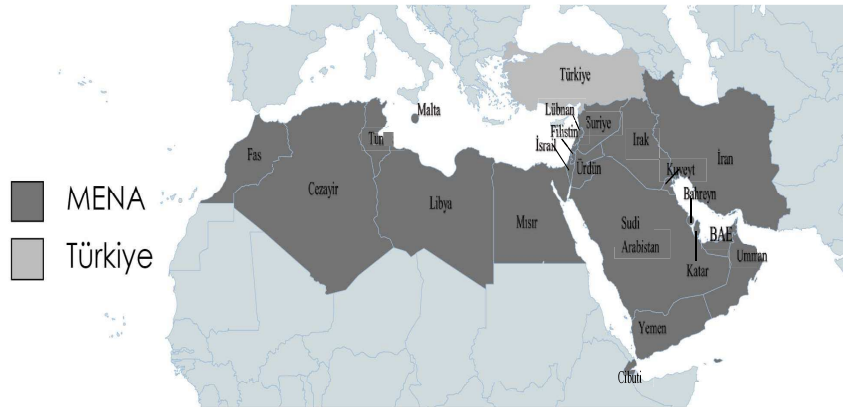 Türkiye
Malta
Lübnan
Tun
Suriye
Filistin
İsrail
Irak
Fas
Ürdün
İran
Kuveyt
MENA
Cezayir
Bahreyn
Libya
Mısır
Sudi
Arabistan
BAE
Türkiye
Umman
Katar
Yemen
Cibuti